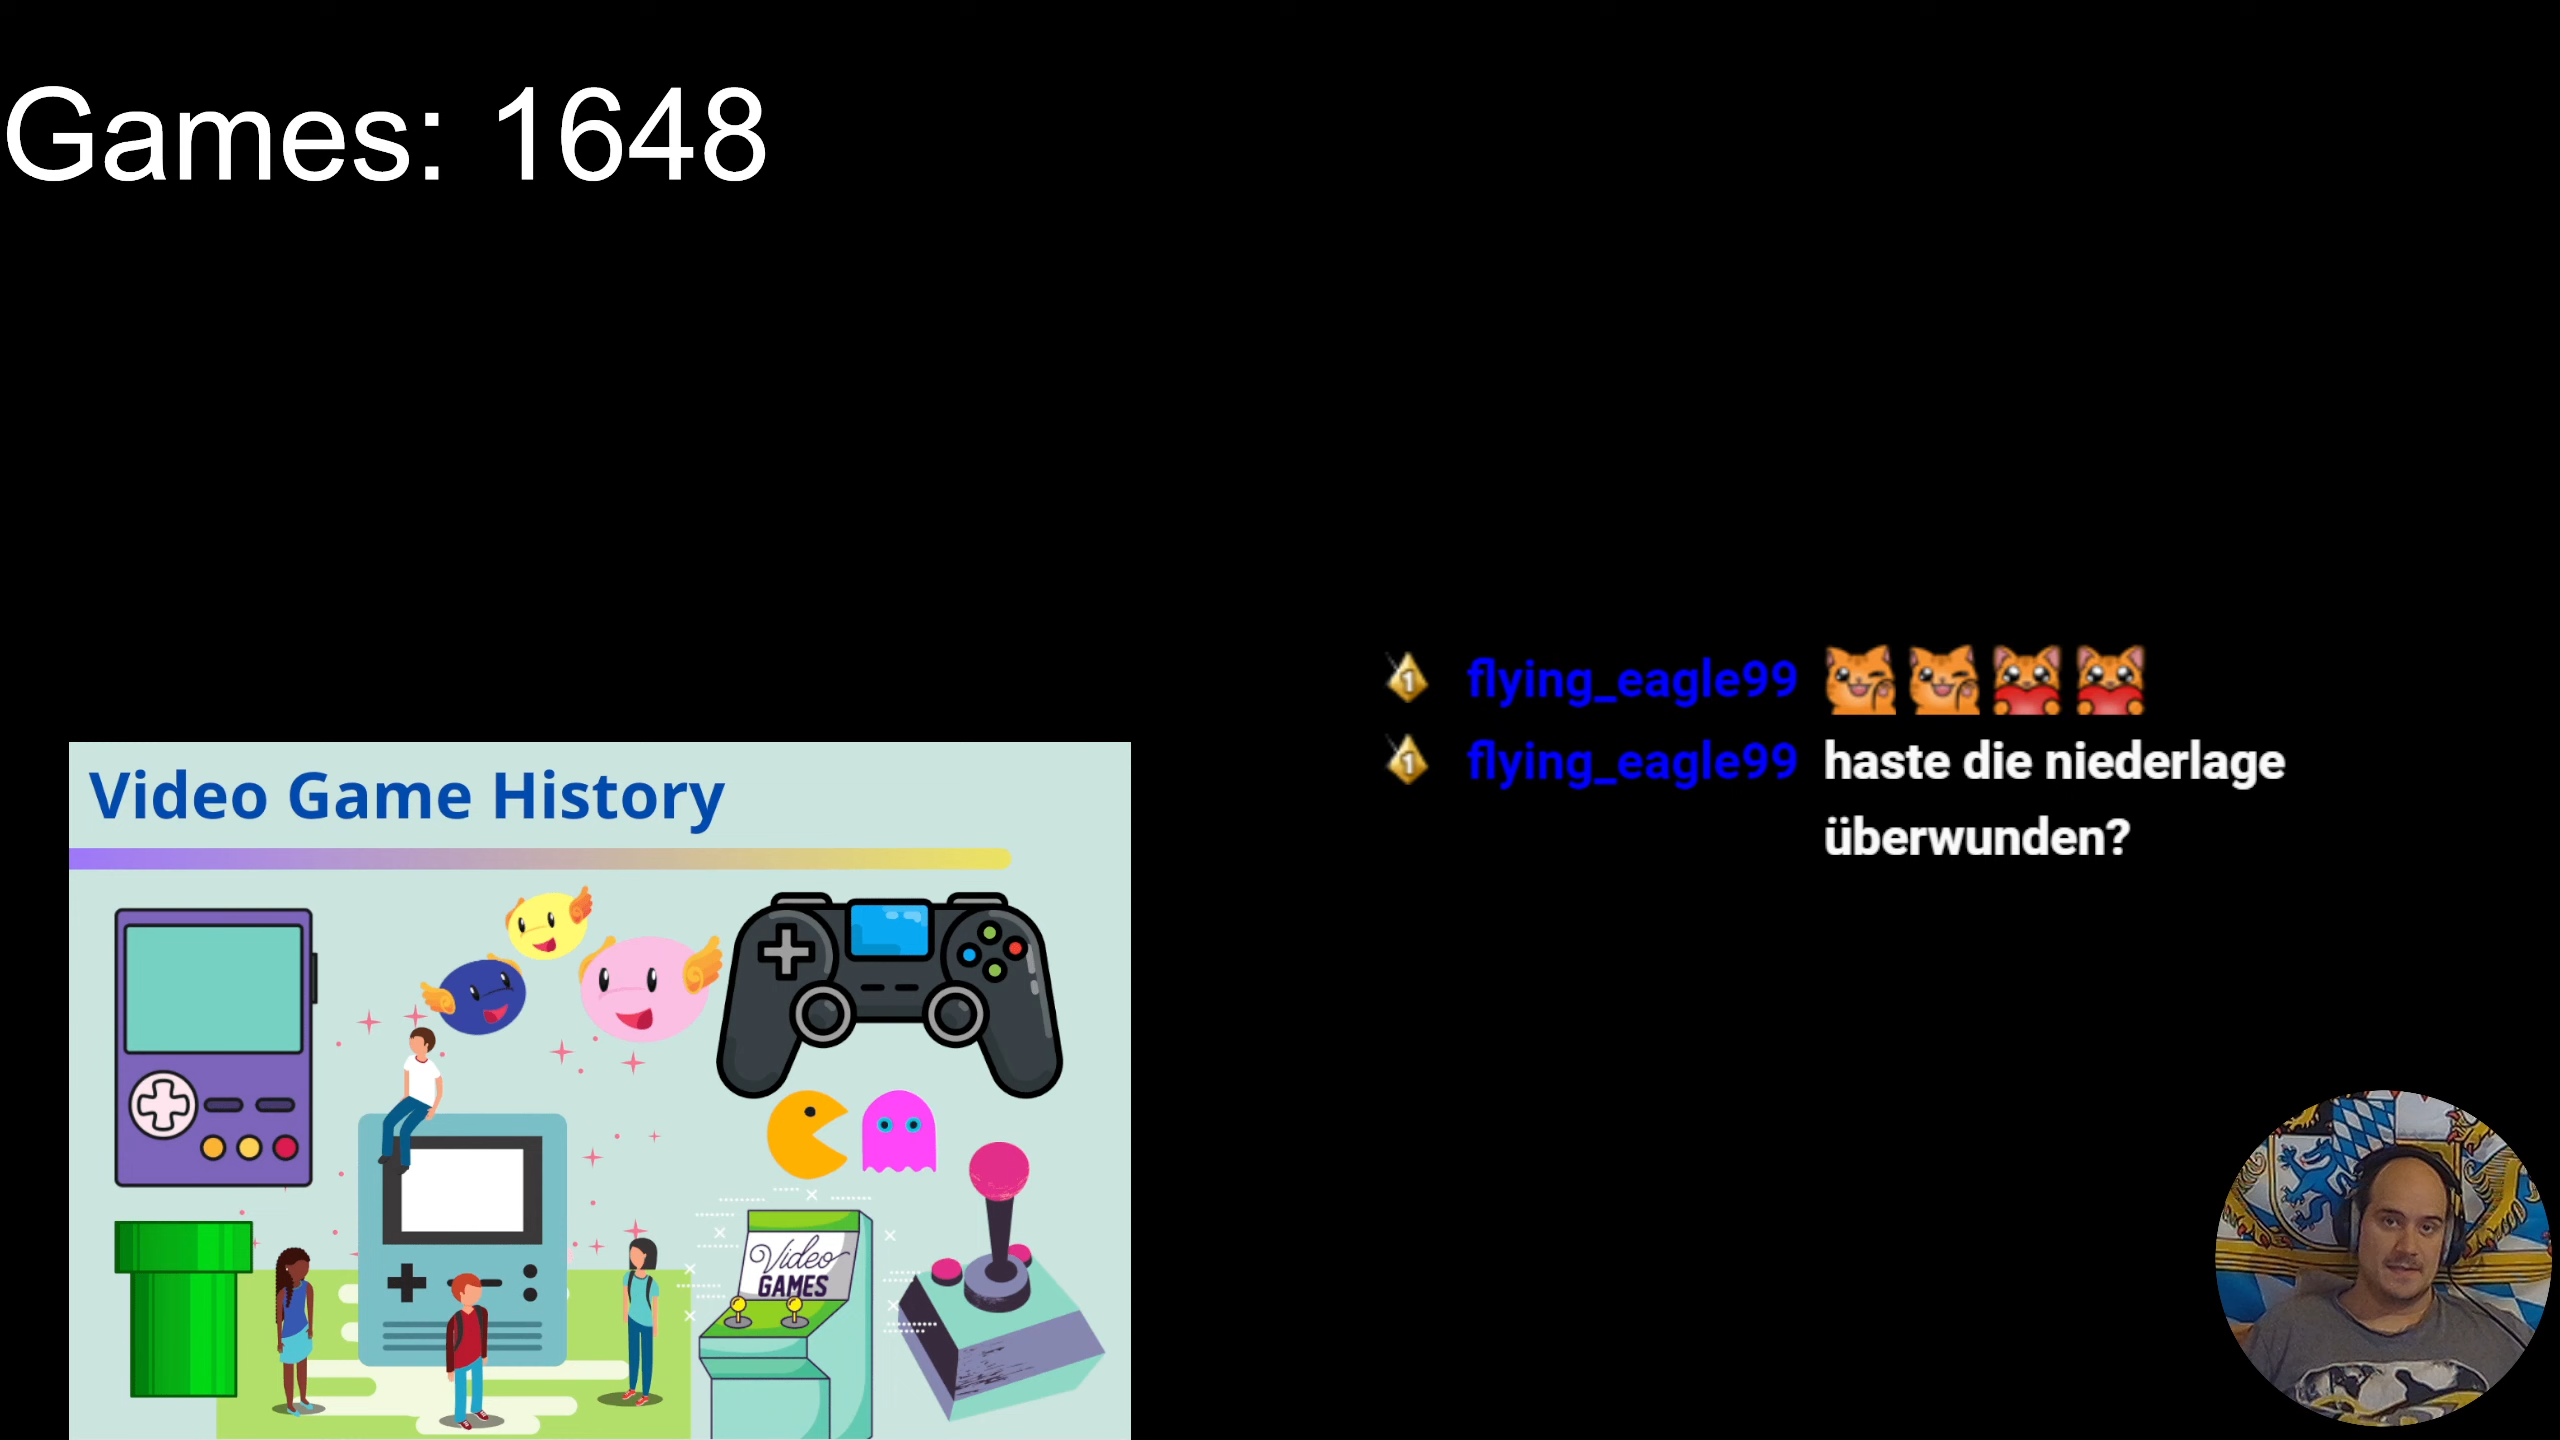 Games: 1648
flying_eagle99
flying_eagle99 haste die niederlage
überwunden?
Video Game History
Video
GAMES